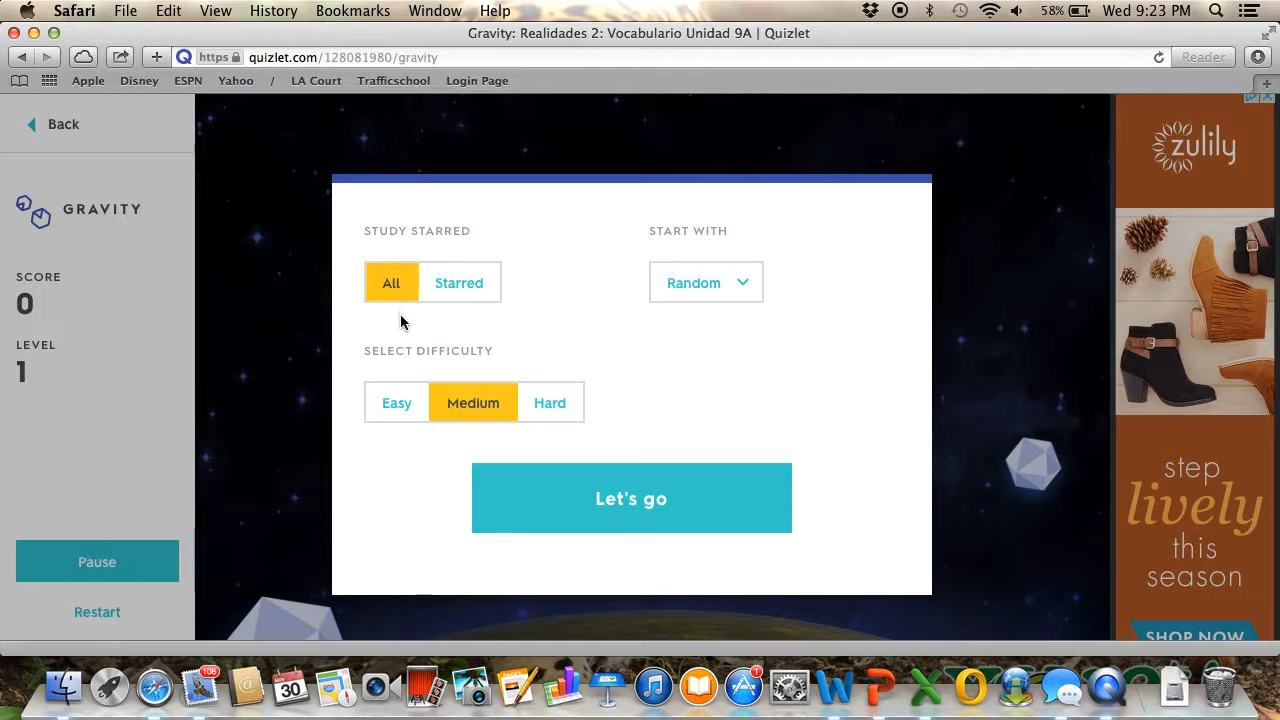 Safari File Edit View History Bookmarks Window Help 58% Wed 9:23 PM
Gravity: Realidades 2: Vocabulario Unidad 9A | Quizlet
https quizlet.com/128081980/gravity Reader
Apple Disney ESPN Yahoo / LA Court Trafficschool Login Page
Back
GRAVITY
SCORE
0
LEVEL
1
Pause
Restart
STUDY STARRED
All Starred
START WITH
Random
SELECT DIFFICULTY
Easy Medium Hard
Let's go
zulily
step
lively
this
season
SHOP NOW
108
NOV
30
1